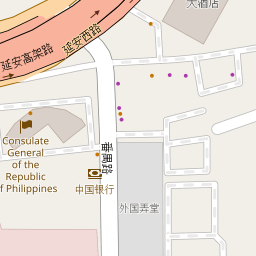 大酒店
延安西路
延安高架路
Consulate
General
of the
Republic
of Philippines
番禺路
中国银行
外国弄堂